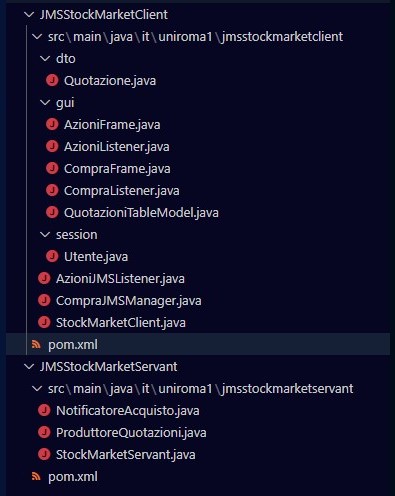 JMSStockMarketClient
src\main\java\it\uniroma1\jmsstockmarketclient
dto
Quotazione.java
gui
AzioniFrame.java
AzioniListener.java
CompraFrame.java
CompraListener.java
QuotazioniTableModel.java
session
Utente.java
AzioniJMSListener.java
CompraJMSManager.java
StockMarketClient.java
pom.xml
JMSStockMarketServant
src\main\java\it\uniroma1\jmsstockmarketservant
NotificatoreAcquisto.java
ProduttoreQuotazioni.java
StockMarketServant.java
pom.xml